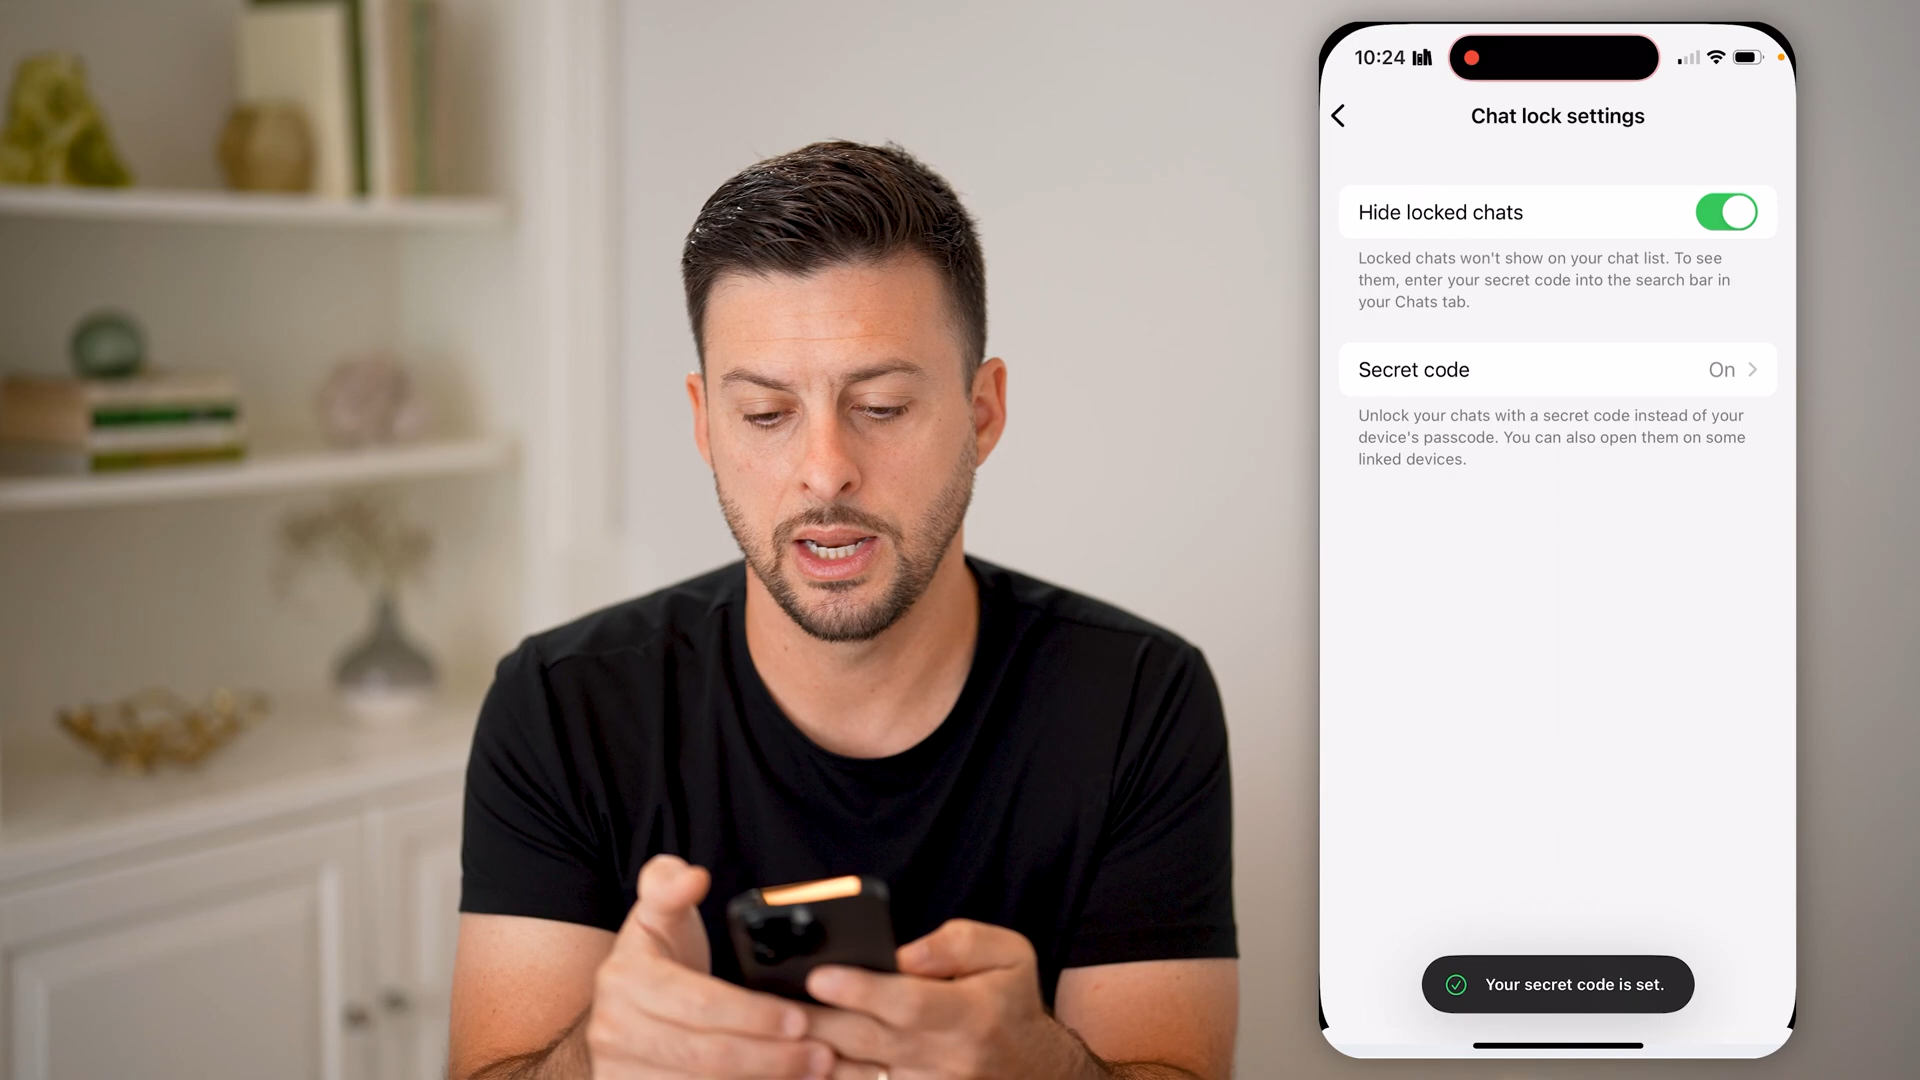 10:24
Chat lock settings
Hide locked chats
Locked chats won't show on your chat list. To see
them, enter your secret code into the search bar in
your Chats tab.
Secret code On
Unlock your chats with a secret code instead of your
device's passcode. You can also open them on some
linked devices.
Your secret code is set.